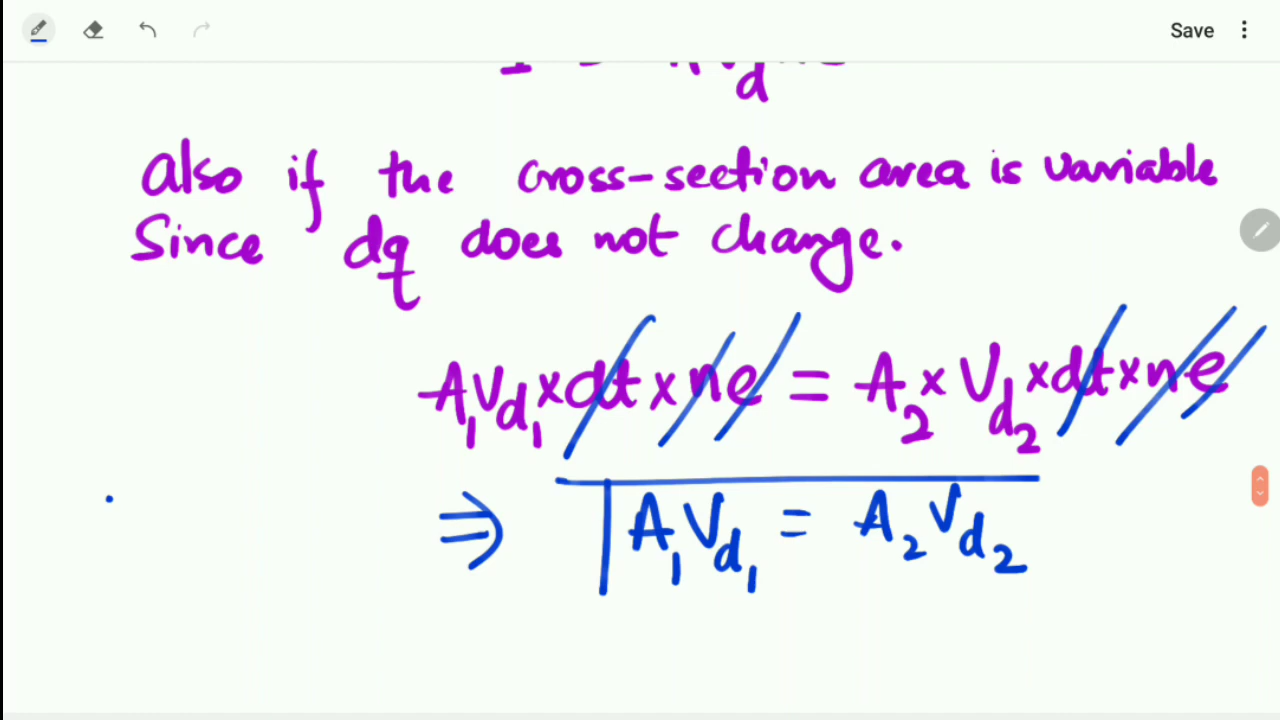 Save
d
also if the cross-section area is variable
Since dq does not change.
A₁Vd₁×dt×ne = A₂×Vd₂×dt×ne
⇒ A₁Vd₁ = A₂Vd₂